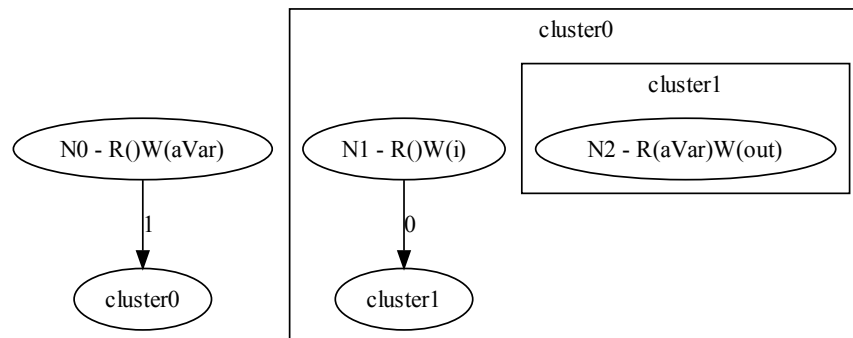 cluster0
cluster1
N0 - R()W(aVar)
N1 - R()W(i)
N2 - R(aVar)W(out)
1
0
cluster0
cluster1